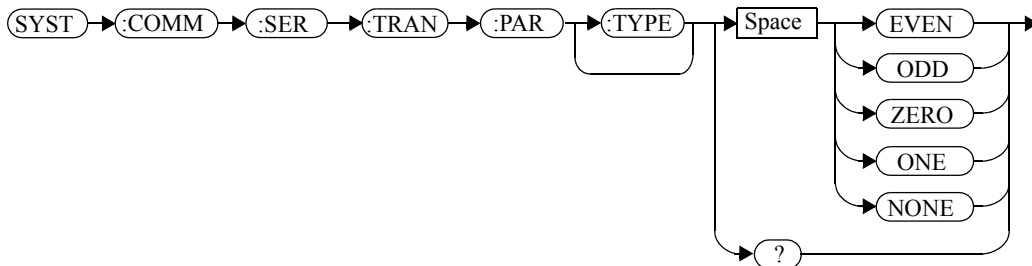 SYST :COMM :SER :TRAN :PAR :TYPE Space EVEN
ODD
ZERO
ONE
NONE
?